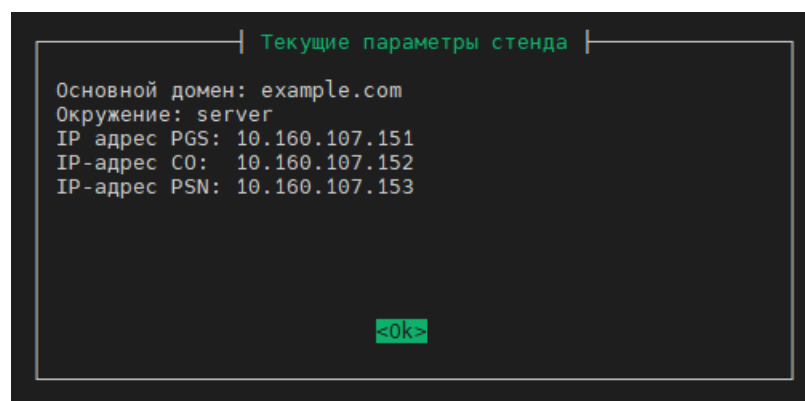 Текущие параметры стенда
Основной домен: example.com
Окружение: server
IP адрес PGS: 10.160.107.151
IP-адрес CO: 10.160.107.152
IP-адрес PSN: 10.160.107.153
<Ok>